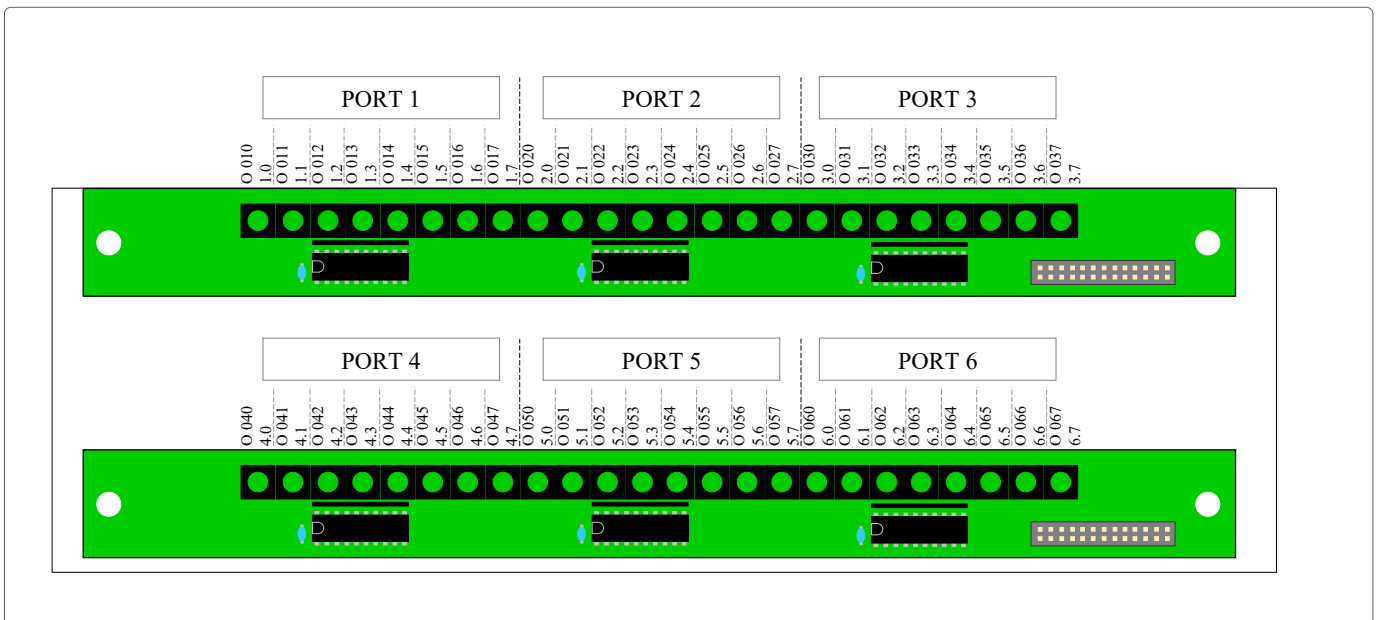 PORT 1
PORT 2
PORT 3
O 010
1.0
O 011
1.1
O 012
1.2
O 013
1.3
O 014
1.4
O 015
1.5
O 016
1.6
O 017
1.7
O 020
2.0
O 021
2.1
O 022
2.2
O 023
2.3
O 024
2.4
O 025
2.5
O 026
2.6
O 027
2.7
O 030
3.0
O 031
3.1
O 032
3.2
O 033
3.3
O 034
3.4
O 035
3.5
O 036
3.6
O 037
3.7
PORT 4
PORT 5
PORT 6
O 040
4.0
O 041
4.1
O 042
4.2
O 043
4.3
O 044
4.4
O 045
4.5
O 046
4.6
O 047
4.7
O 050
5.0
O 051
5.1
O 052
5.2
O 053
5.3
O 054
5.4
O 055
5.5
O 056
5.6
O 057
5.7
O 060
6.0
O 061
6.1
O 062
6.2
O 063
6.3
O 064
6.4
O 065
6.5
O 066
6.6
O 067
6.7